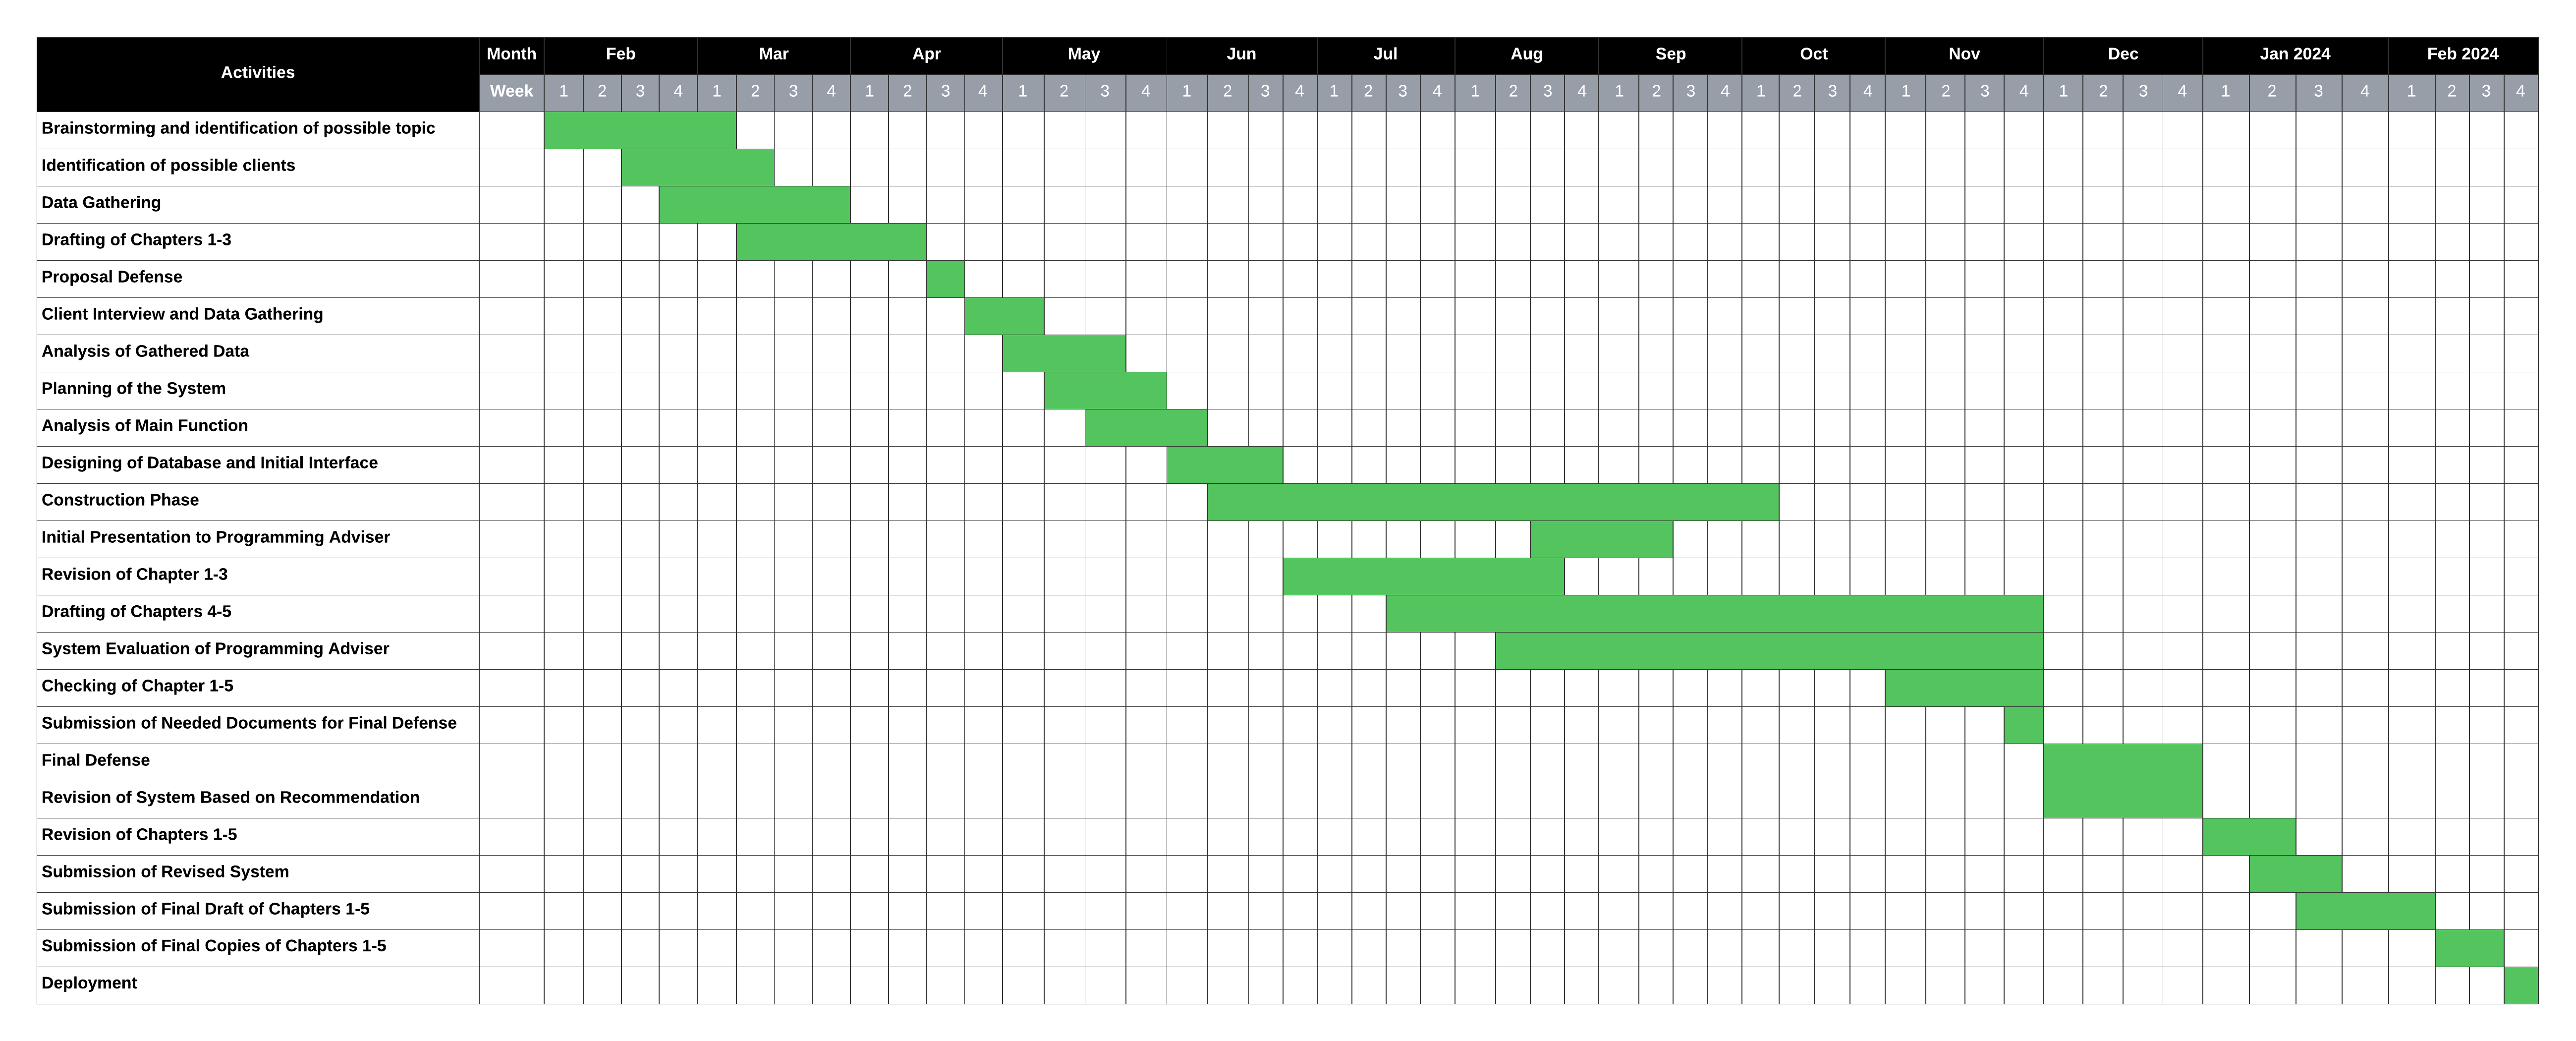 Activities Month Feb Mar Apr May Jun Jul Aug Sep Oct Nov Dec Jan 2024 Feb 2024
Week 1 2 3 4 1 2 3 4 1 2 3 4 1 2 3 4 1 2 3 4 1 2 3 4 1 2 3 4 1 2 3 4 1 2 3 4 1 2 3 4 1 2 3 4 1 2 3 4 1 2 3 4
Brainstorming and identification of possible topic
Identification of possible clients
Data Gathering
Drafting of Chapters 1-3
Proposal Defense
Client Interview and Data Gathering
Analysis of Gathered Data
Planning of the System
Analysis of Main Function
Designing of Database and Initial Interface
Construction Phase
Initial Presentation to Programming Adviser
Revision of Chapter 1-3
Drafting of Chapters 4-5
System Evaluation of Programming Adviser
Checking of Chapter 1-5
Submission of Needed Documents for Final Defense
Final Defense
Revision of System Based on Recommendation
Revision of Chapters 1-5
Submission of Revised System
Submission of Final Draft of Chapters 1-5
Submission of Final Copies of Chapters 1-5
Deployment